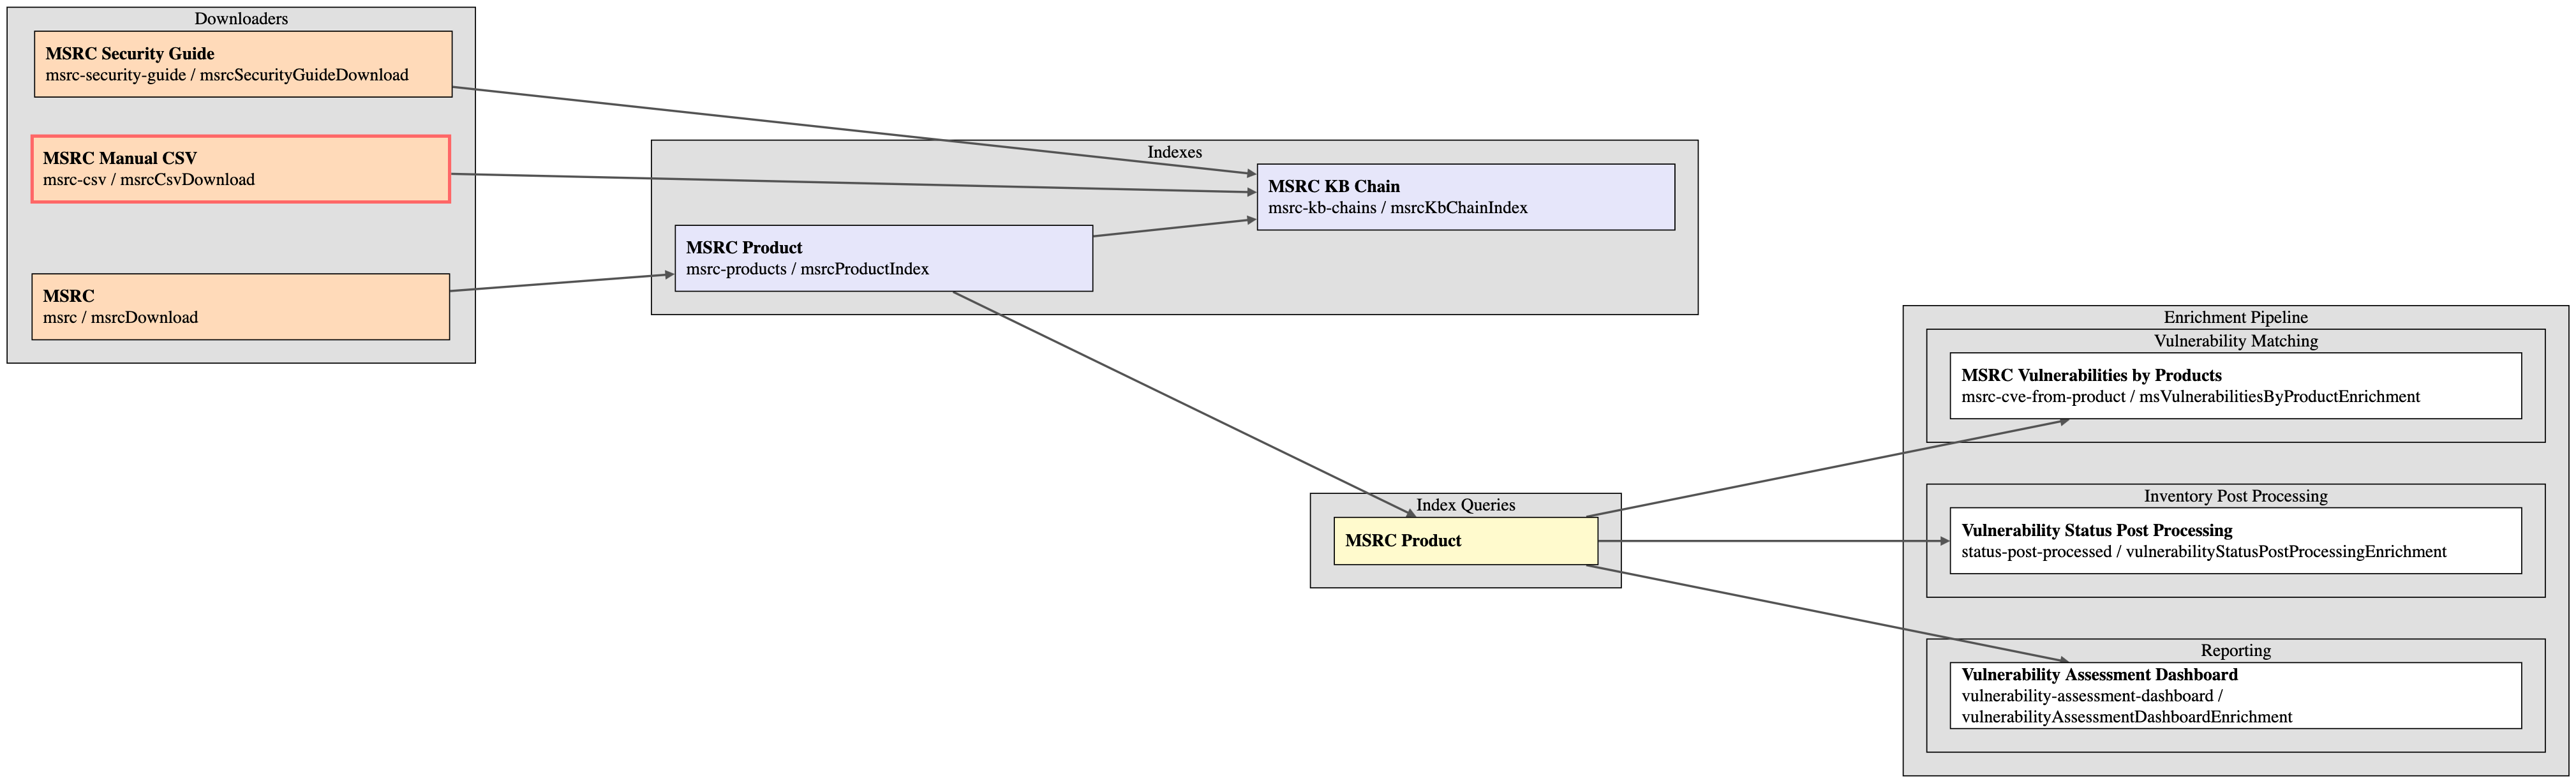 Downloaders
MSRC Security Guide
msrc-security-guide / msrcSecurityGuideDownload
MSRC Manual CSV
msrc-csv / msrcCsvDownload
MSRC
msrc / msrcDownload
Indexes
MSRC KB Chain
msrc-kb-chains / msrcKbChainIndex
MSRC Product
msrc-products / msrcProductIndex
Index Queries
MSRC Product
Enrichment Pipeline
Vulnerability Matching
MSRC Vulnerabilities by Products
msrc-cve-from-product / msVulnerabilitiesByProductEnrichment
Inventory Post Processing
Vulnerability Status Post Processing
status-post-processed / vulnerabilityStatusPostProcessingEnrichment
Reporting
Vulnerability Assessment Dashboard
vulnerability-assessment-dashboard /
vulnerabilityAssessmentDashboardEnrichment